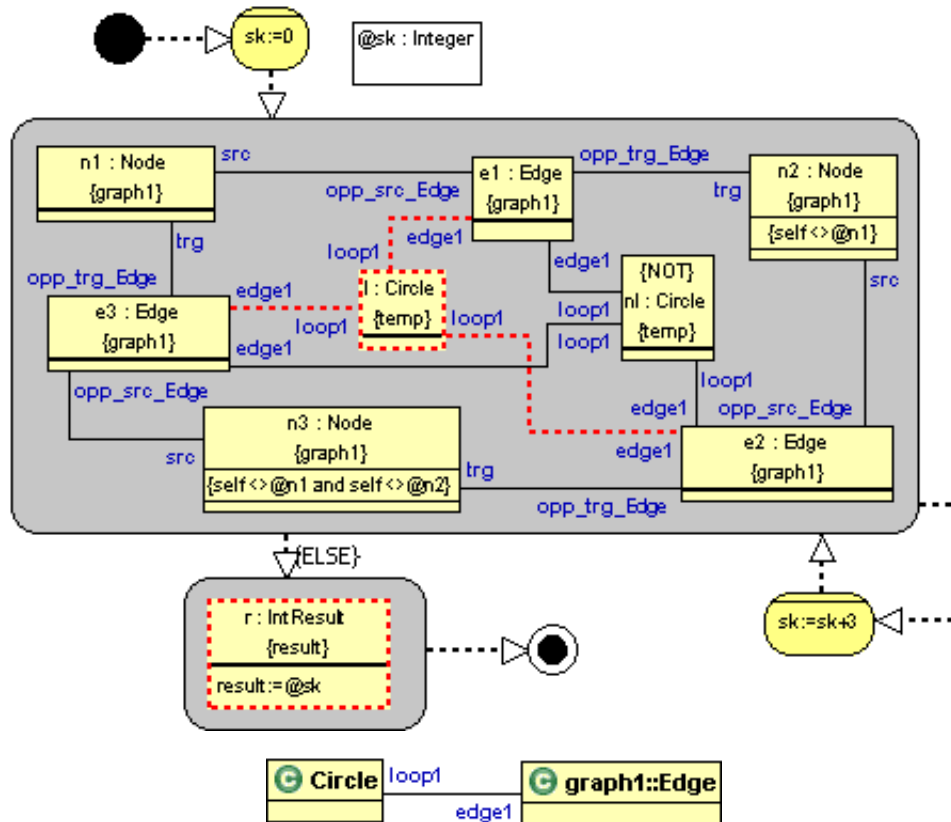 sk:=0
@sk : Integer
n1 : Node
{graph1}
src
opp_src_Edge
e1 : Edge
{graph1}
opp_trg_Edge
trg
n2 : Node
{graph1}
{self<>@n1}
trg
opp_trg_Edge
edge1
loop1
edge1
src
e3 : Edge
{graph1}
edge1
loop1
l : Circle
{temp}
loop1
{NOT}
nl : Circle
{temp}
loop1
loop1
edge1
loop1
opp_src_Edge
src
n3 : Node
{graph1}
{self<>@n1 and self<>@n2}
trg
edge1
edge1
opp_src_Edge
e2 : Edge
{graph1}
opp_trg_Edge
{ELSE}
r : IntResult
{result}
result:=@sk
sk:=sk+3
Circle
loop1
edge1
graph1::Edge